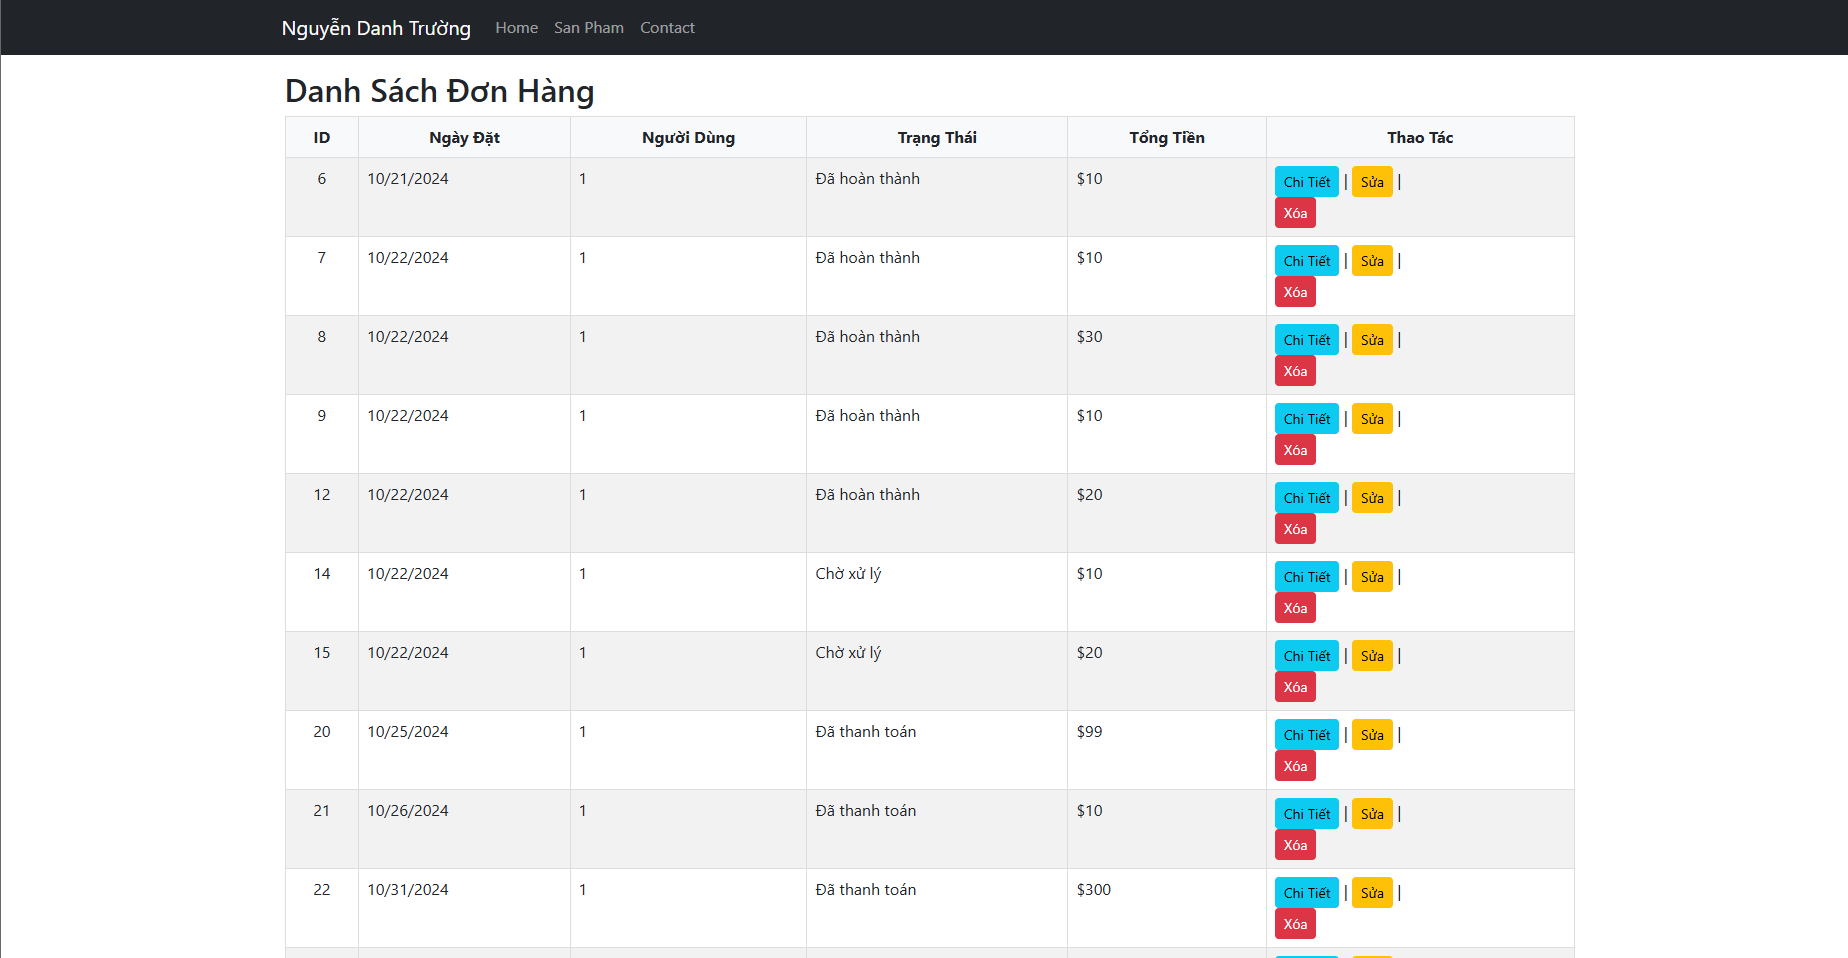 Nguyễn Danh Trường Home San Pham Contact
Danh Sách Đơn Hàng
ID Ngày Đặt Người Dùng Trạng Thái Tổng Tiền Thao Tác
6 10/21/2024 1 Đã hoàn thành $10 Chi Tiết | Sửa |
Xóa
7 10/22/2024 1 Đã hoàn thành $10 Chi Tiết | Sửa |
Xóa
8 10/22/2024 1 Đã hoàn thành $30 Chi Tiết | Sửa |
Xóa
9 10/22/2024 1 Đã hoàn thành $10 Chi Tiết | Sửa |
Xóa
12 10/22/2024 1 Đã hoàn thành $20 Chi Tiết | Sửa |
Xóa
14 10/22/2024 1 Chờ xử lý $10 Chi Tiết | Sửa |
Xóa
15 10/22/2024 1 Chờ xử lý $20 Chi Tiết | Sửa |
Xóa
20 10/25/2024 1 Đã thanh toán $99 Chi Tiết | Sửa |
Xóa
21 10/26/2024 1 Đã thanh toán $10 Chi Tiết | Sửa |
Xóa
22 10/31/2024 1 Đã thanh toán $300 Chi Tiết | Sửa |
Xóa